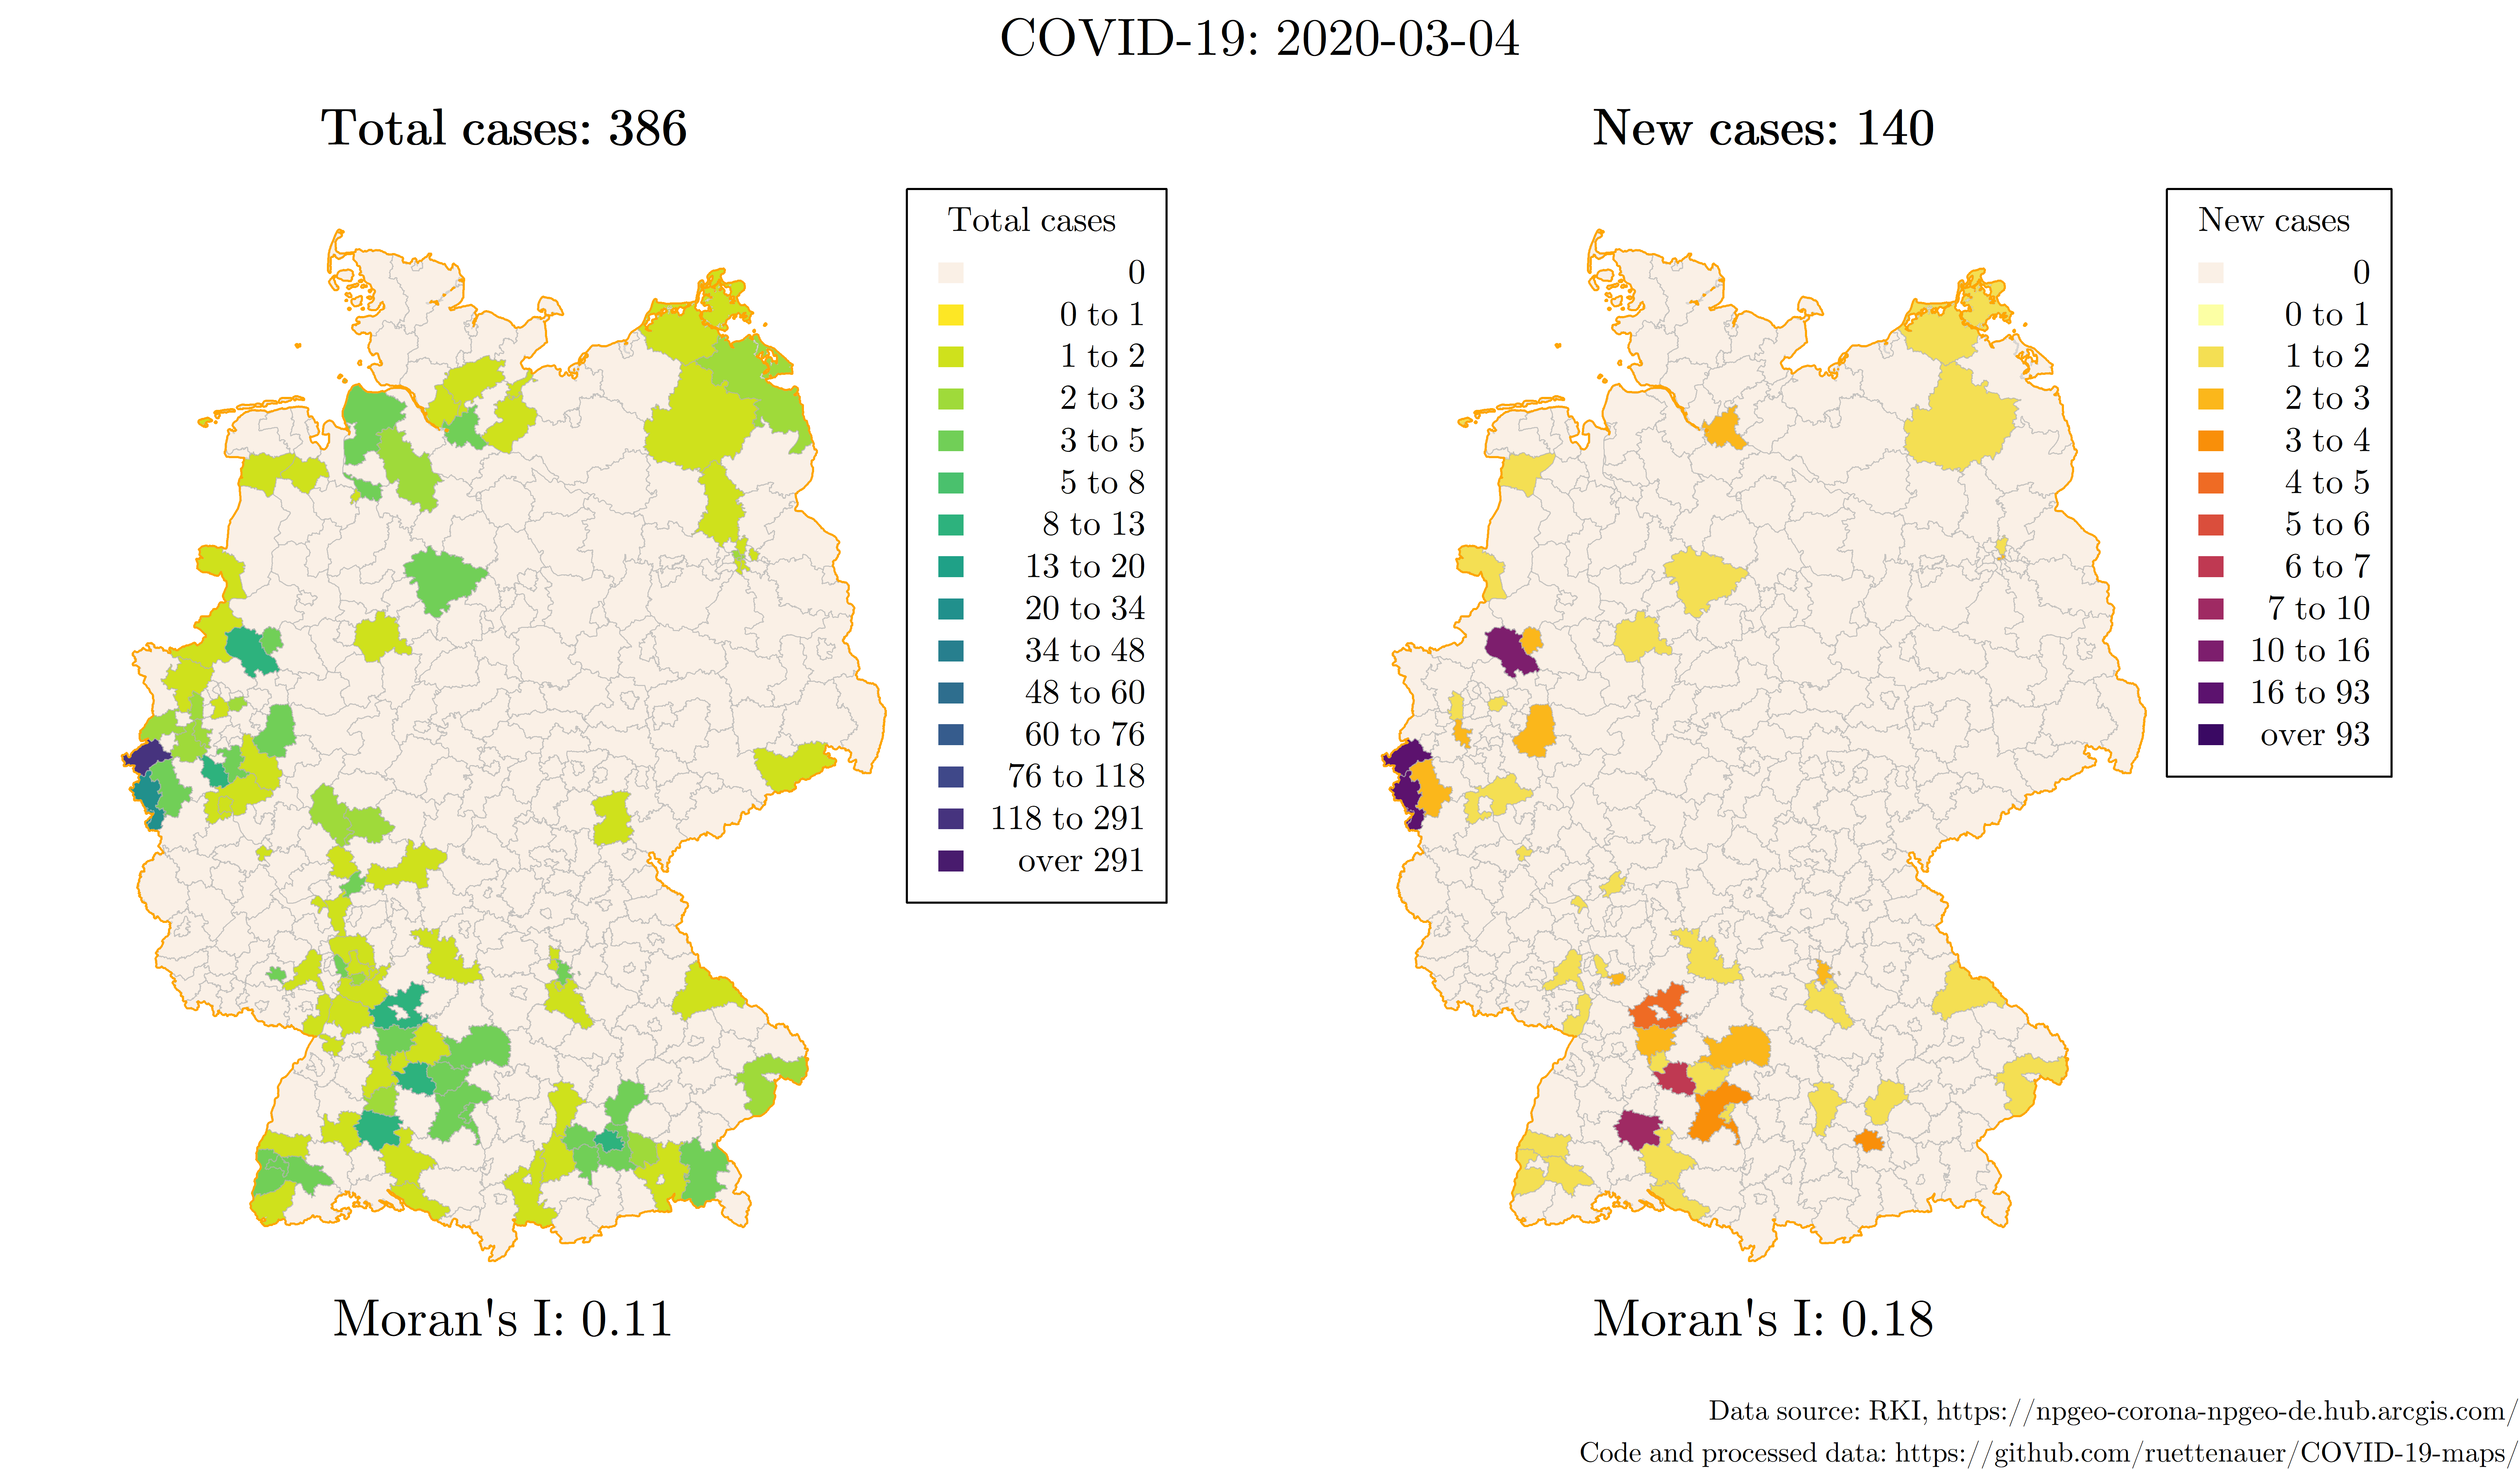 COVID-19: 2020-03-04
Total cases: 386
Total cases
0
0 to 1
1 to 2
2 to 3
3 to 5
5 to 8
8 to 13
13 to 20
20 to 34
34 to 48
48 to 60
60 to 76
76 to 118
118 to 291
over 291
Moran's I: 0.11
New cases: 140
New cases
0
0 to 1
1 to 2
2 to 3
3 to 4
4 to 5
5 to 6
6 to 7
7 to 10
10 to 16
16 to 93
over 93
Moran's I: 0.18
Data source: RKI, https://npgeo-corona-npgeo-de.hub.arcgis.com/
Code and processed data: https://github.com/ruettenauer/COVID-19-maps/